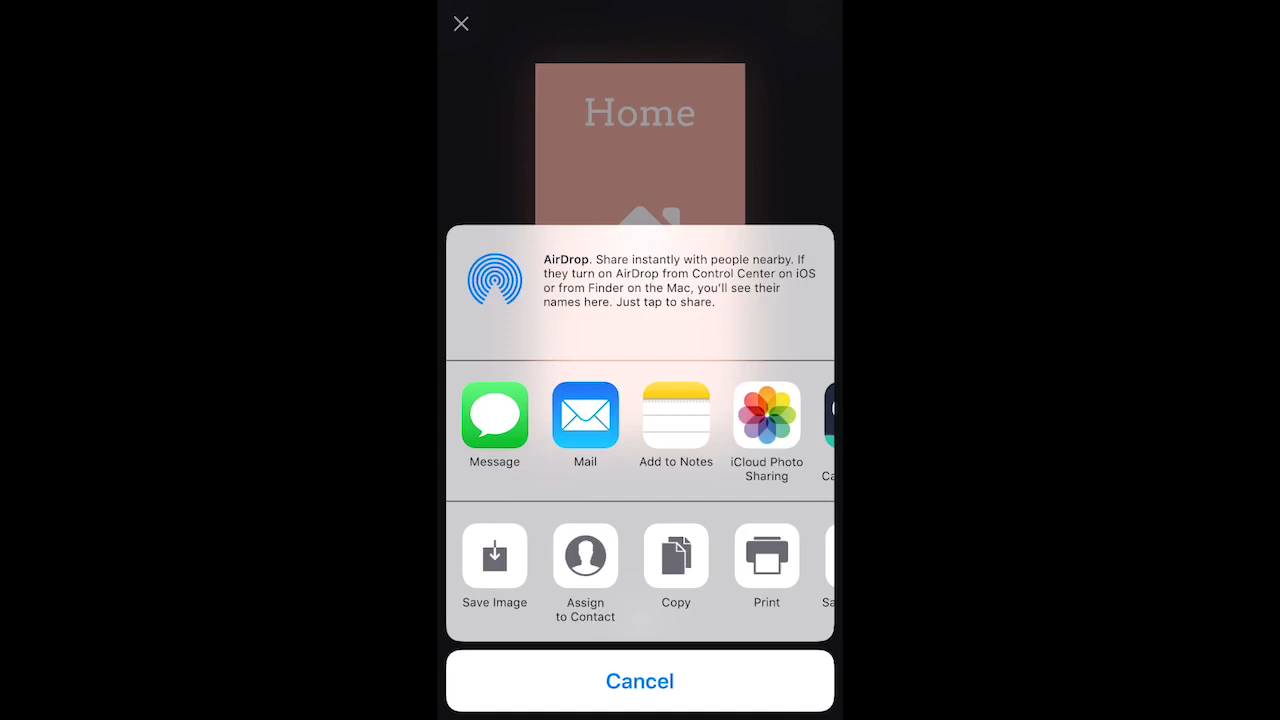 Home
AirDrop. Share instantly with people nearby. If
they turn on AirDrop from Control Center on iOS
or from Finder on the Mac, you'll see their
names here. Just tap to share.
Message
Mail
Add to Notes
iCloud Photo
Sharing
Ca
Save Image
Assign
to Contact
Copy
Print
Sa
Cancel